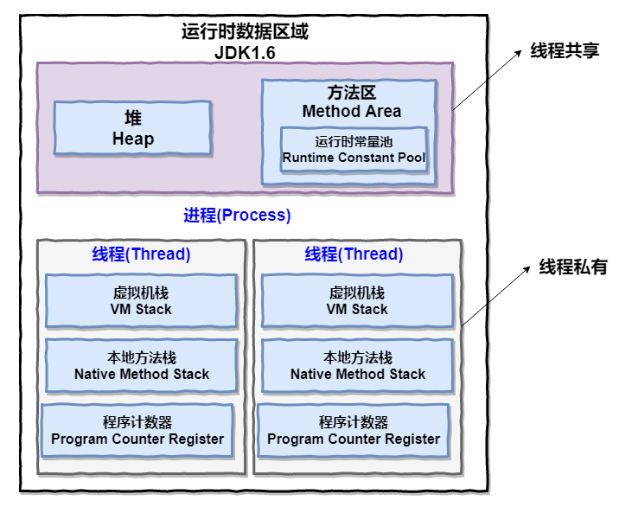 运行时数据区域
JDK1.6
线程共享
堆
Heap
方法区
Method Area
运行时常量池
Runtime Constant Pool
进程(Process)
线程(Thread)
虚拟机栈
VM Stack
本地方法栈
Native Method Stack
程序计数器
Program Counter Register
线程(Thread)
虚拟机栈
VM Stack
本地方法栈
Native Method Stack
程序计数器
Program Counter Register
线程私有